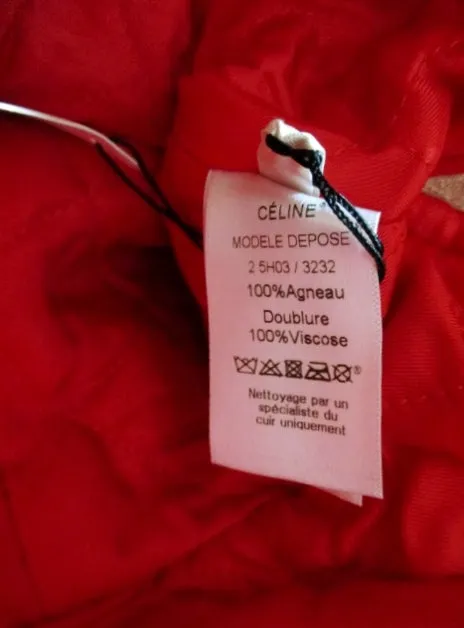 CÉLINE®
MODELE DEPOSE
2 5H03 / 3232
100%Agneau
Doublure
100%Viscose
®
Nettoyage par un
spécialiste du
cuir uniquement